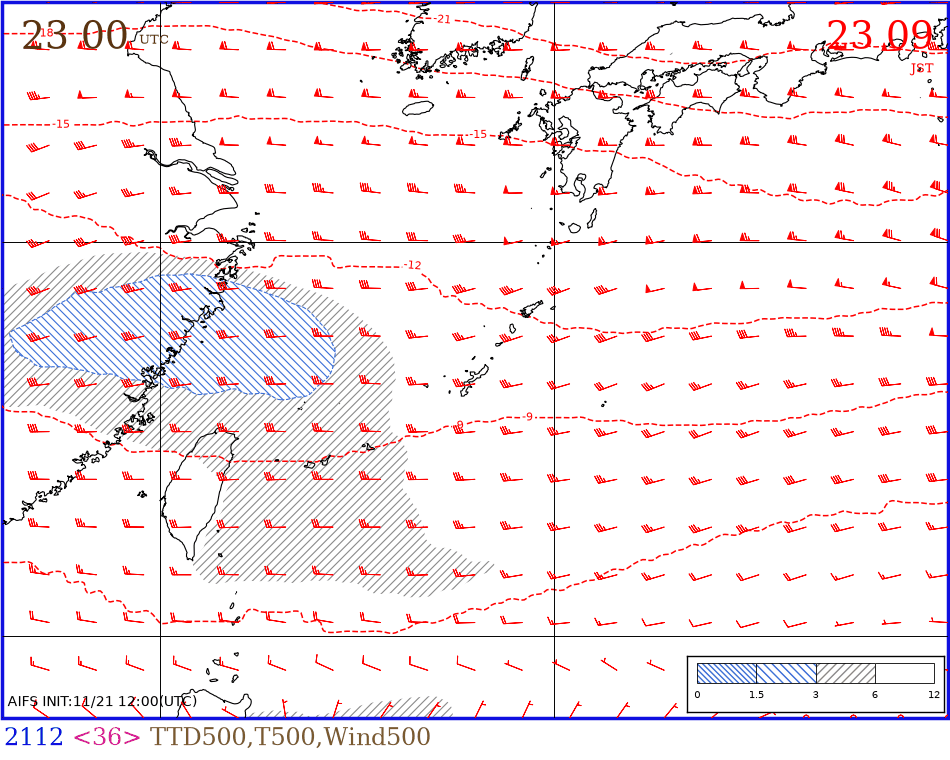 23.00 UTC
23.09
JST
-18
-21
-15
-15
-12
-9
-9
0 1.5 3 6 12
AIFS INIT:11/21 12:00(UTC)
2112 <36> TTD500,T500,Wind500